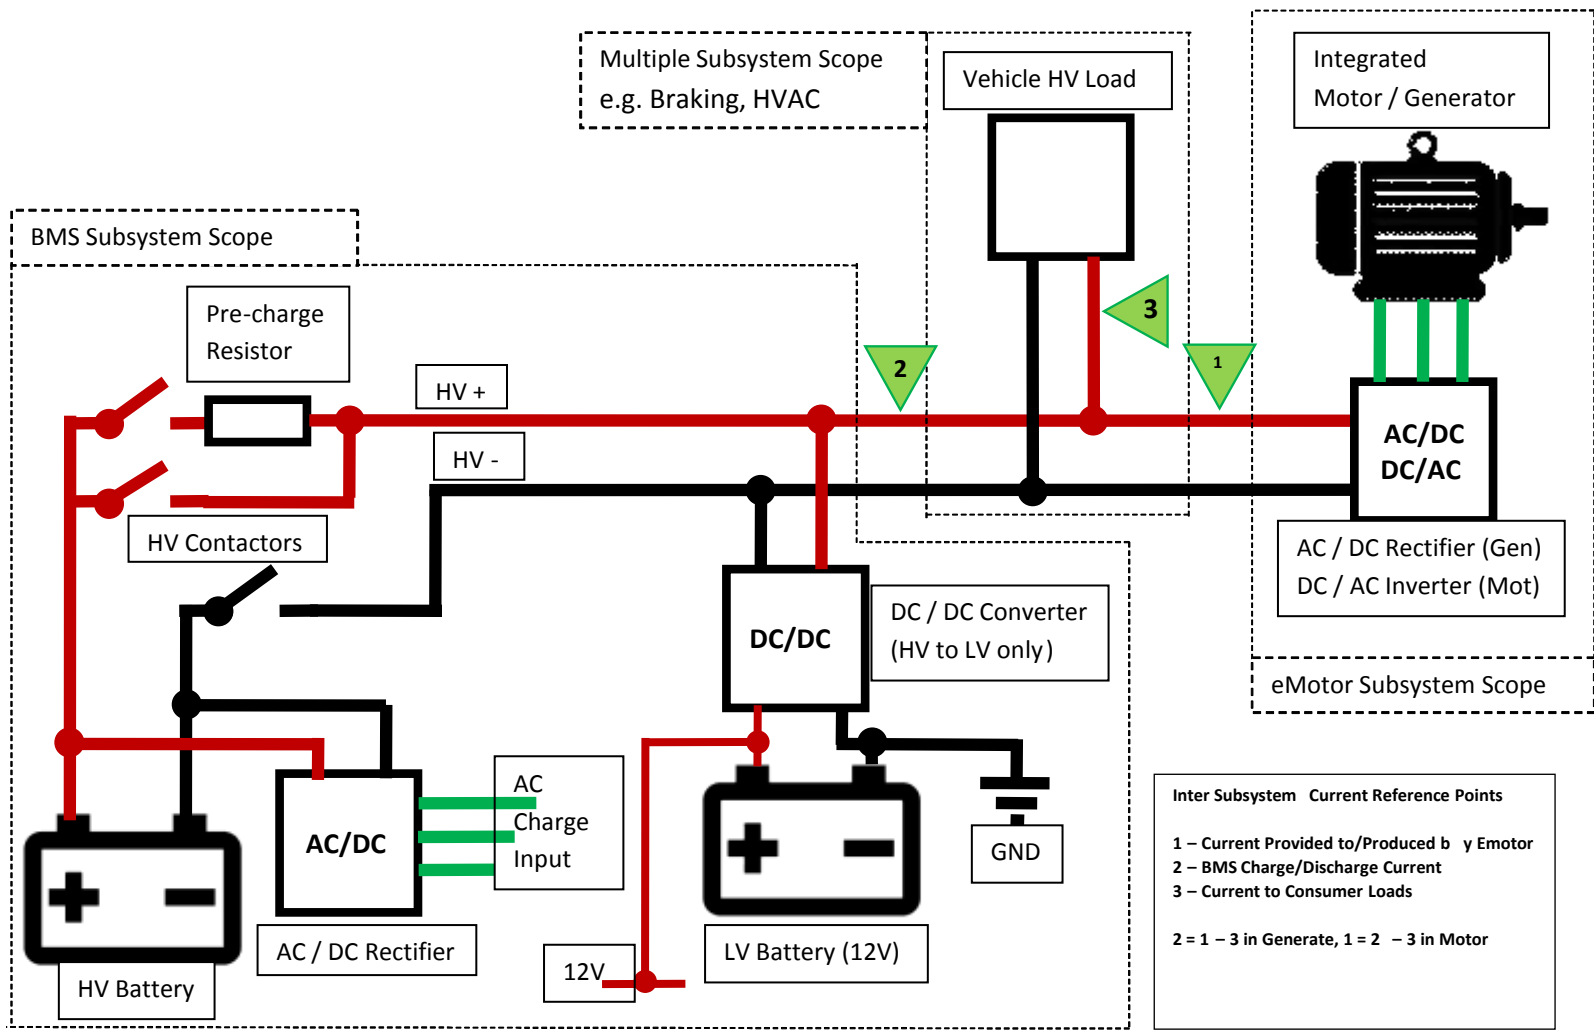 Multiple Subsystem Scope
e.g. Braking, HVAC
Vehicle HV Load
Integrated
Motor / Generator
BMS Subsystem Scope
Pre-charge
Resistor
HV +
HV -
3
2
1
AC/DC
DC/AC
HV Contactors
AC / DC Rectifier (Gen)
DC / AC Inverter (Mot)
DC/DC
DC / DC Converter
(HV to LV only)
eMotor Subsystem Scope
AC
Charge
Input
AC/DC
GND
AC / DC Rectifier
LV Battery (12V)
12V
HV Battery
Inter Subsystem Current Reference Points
1 – Current Provided to/Produced b y Emotor
2 – BMS Charge/Discharge Current
3 – Current to Consumer Loads
2 = 1 – 3 in Generate, 1 = 2 – 3 in Motor